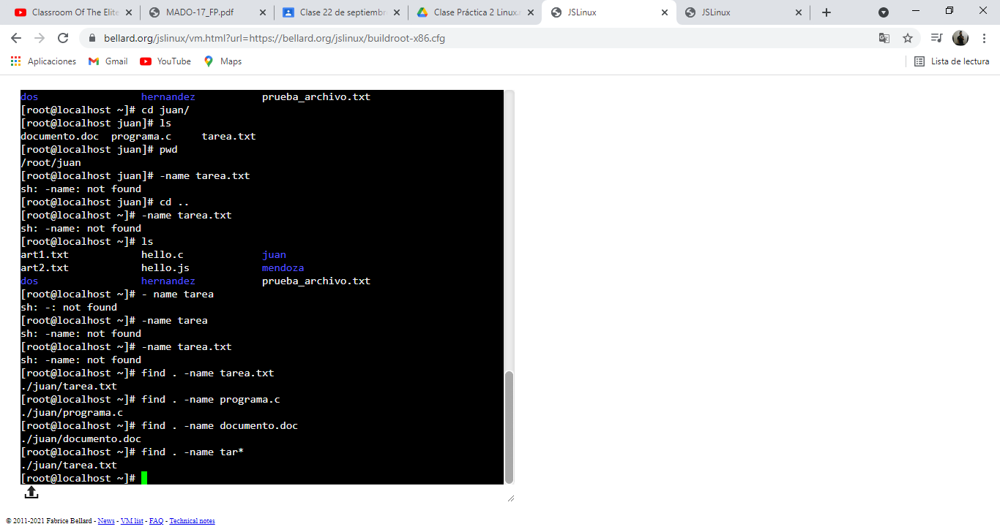 Classroom Of The Elite
MADO-17_FP.pdf
Clase 22 de septiembre
Clase Práctica 2 Linux.
JSLinux
JSLinux
bellard.org/jslinux/vm.html?url=https://bellard.org/jslinux/buildroot-x86.cfg
Aplicaciones Gmail YouTube Maps Lista de lectura
dos hernandez prueba_archivo.txt
[root@localhost ~]# cd juan/
[root@localhost juan]# ls
documento.doc programa.c tarea.txt
[root@localhost juan]# pwd
/root/juan
[root@localhost juan]# -name tarea.txt
sh: -name: not found
[root@localhost juan]# cd ..
[root@localhost ~]# -name tarea.txt
sh: -name: not found
[root@localhost ~]# ls
art1.txt hello.c juan
art2.txt hello.js mendoza
dos hernandez prueba_archivo.txt
[root@localhost ~]# - name tarea
sh: -: not found
[root@localhost ~]# -name tarea
sh: -name: not found
[root@localhost ~]# -name tarea.txt
sh: -name: not found
[root@localhost ~]# find . -name tarea.txt
./juan/tarea.txt
[root@localhost ~]# find . -name programa.c
./juan/programa.c
[root@localhost ~]# find . -name documento.doc
./juan/documento.doc
[root@localhost ~]# find . -name tar*
./juan/tarea.txt
[root@localhost ~]#
© 2011-2021 Fabrice Bellard - News - VM list - FAQ - Technical notes